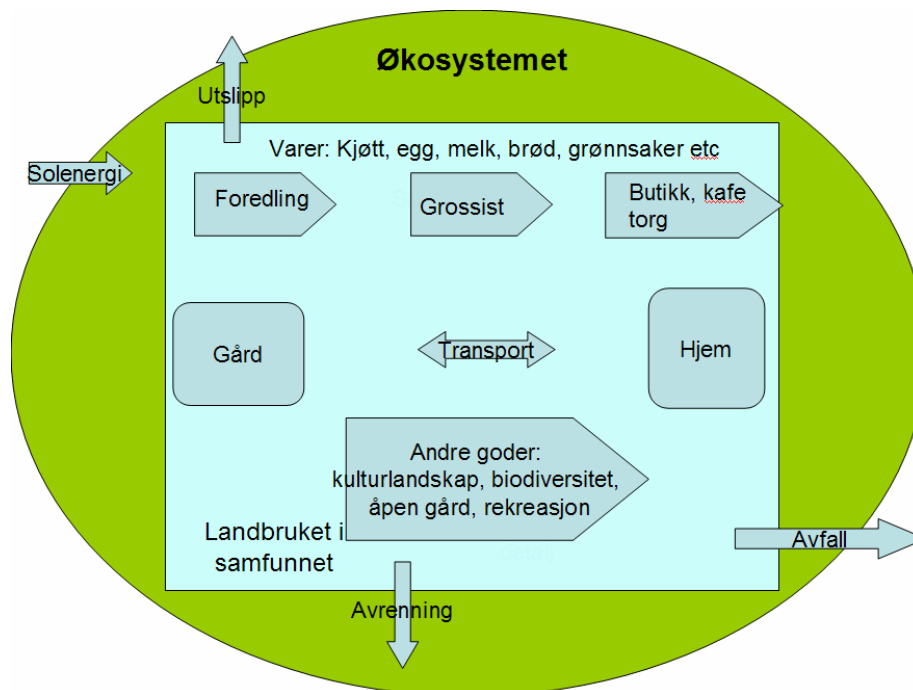 Økosystemet
Utslipp
Varer: Kjøtt, egg, melk, brød, grønnsaker etc
Solenergi
Foredling
Grossist
Butikk, kafe
torg
Gård
Transport
Hjem
Andre goder:
kulturlandskap, biodiversitet,
åpen gård, rekreasjon
Landbruket i
samfunnet
Avfall
Avrenning